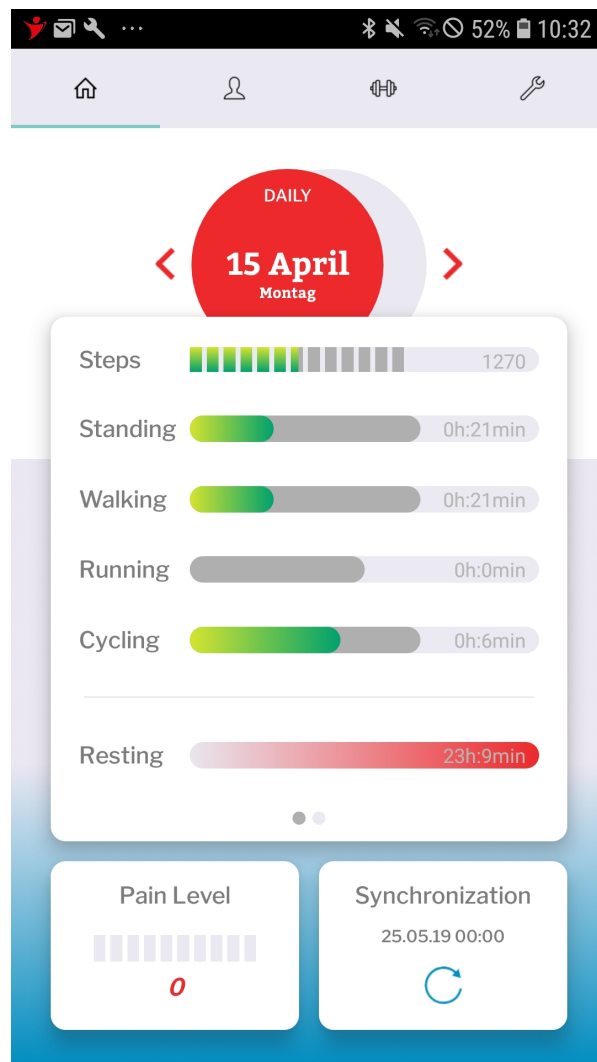 52% 10:32
DAILY
15 April
Montag
Steps 1270
Standing 0h:21min
Walking 0h:21min
Running 0h:0min
Cycling 0h:6min
Resting 23h:9min
Pain Level
0
Synchronization
25.05.19 00:00